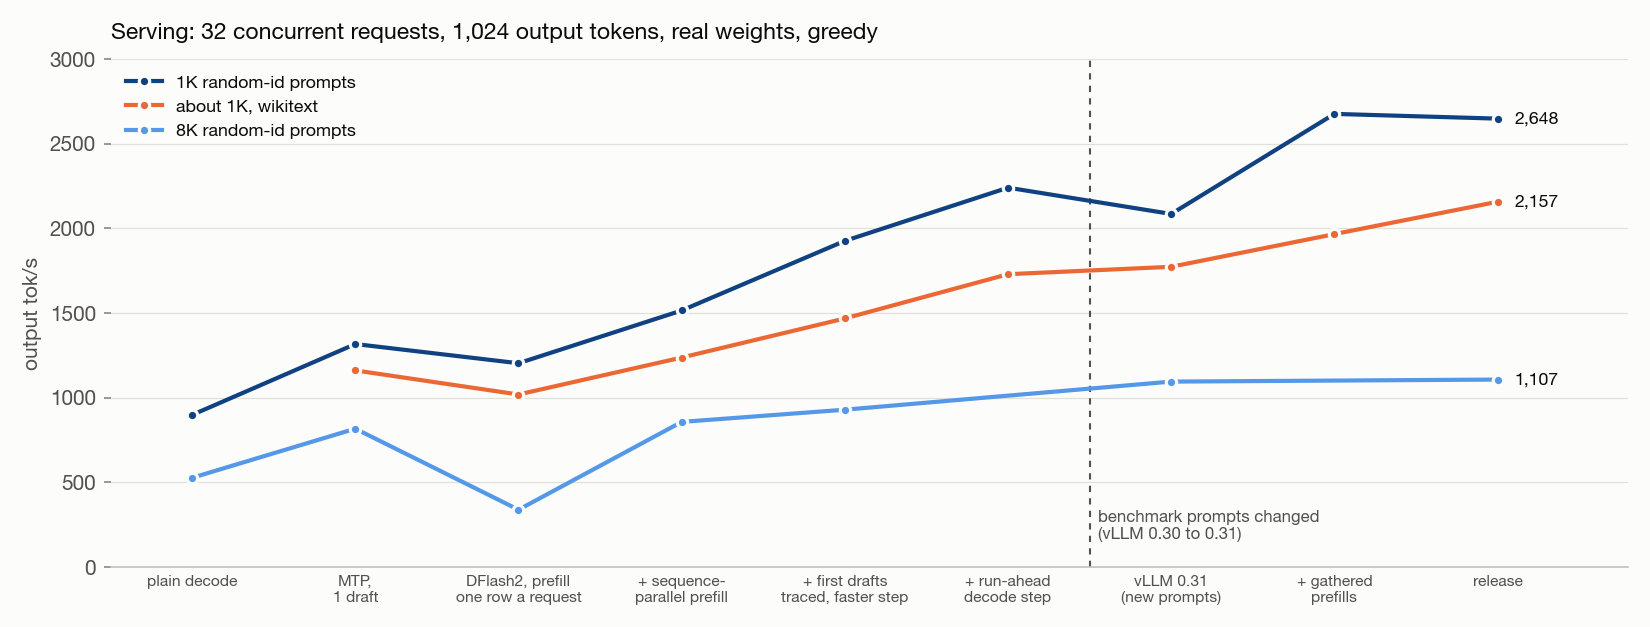 Serving: 32 concurrent requests, 1,024 output tokens, real weights, greedy
3000
2500
2000
1500
1000
500
0
output tok/s
1K random-id prompts
about 1K, wikitext
8K random-id prompts
2,648
2,157
1,107
benchmark prompts changed
(vLLM 0.30 to 0.31)
plain decode
MTP,
1 draft
DFlash2, prefill
one row a request
+ sequence-
parallel prefill
+ first drafts
traced, faster step
+ run-ahead
decode step
vLLM 0.31
(new prompts)
+ gathered
prefills
release